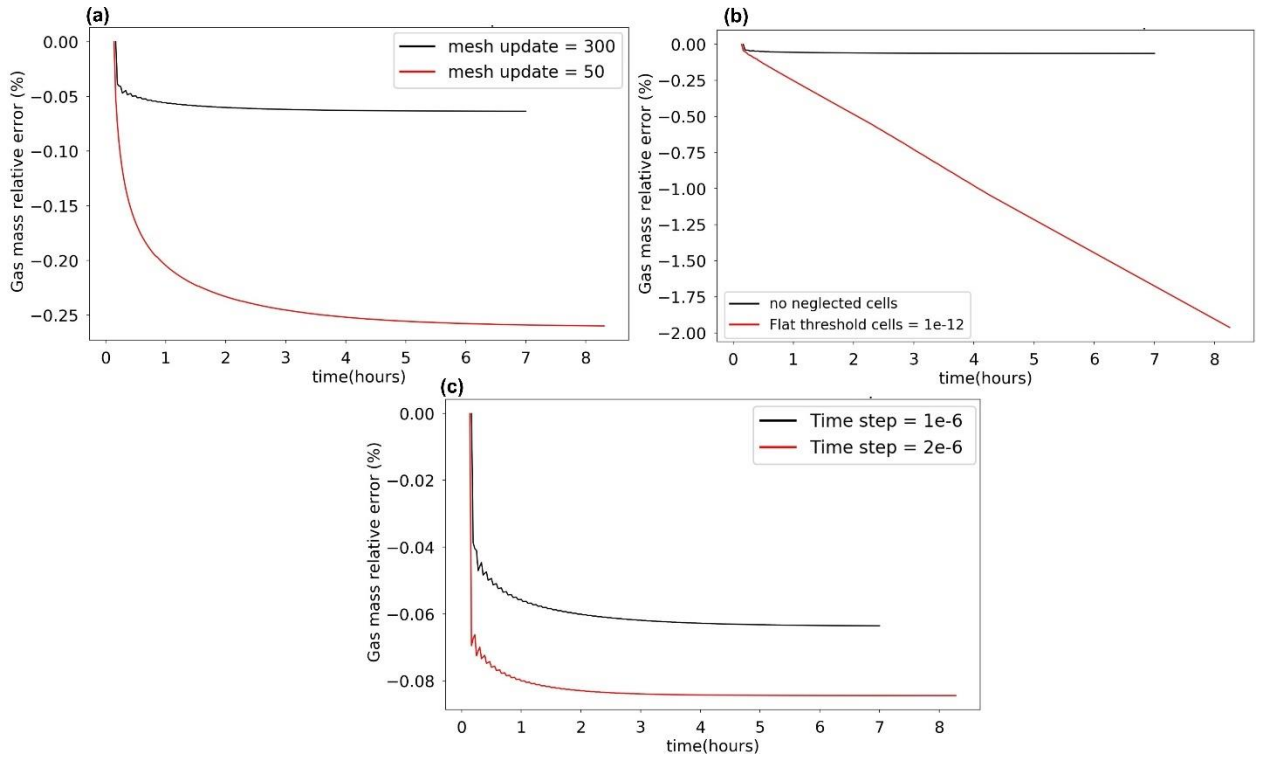 (a)
0.00
−0.05
−0.10
−0.15
−0.20
−0.25
Gas mass relative error (%)
mesh update = 300
mesh update = 50
0 1 2 3 4 5 6 7 8
time(hours)
(b)
0.00
−0.25
−0.50
−0.75
−1.00
−1.25
−1.50
−1.75
−2.00
Gas mass relative error (%)
no neglected cells
Flat threshold cells = 1e-12
0 1 2 3 4 5 6 7 8
time(hours)
(c)
0.00
−0.02
−0.04
−0.06
−0.08
Gas mass relative error (%)
Time step = 1e-6
Time step = 2e-6
0 1 2 3 4 5 6 7 8
time(hours)